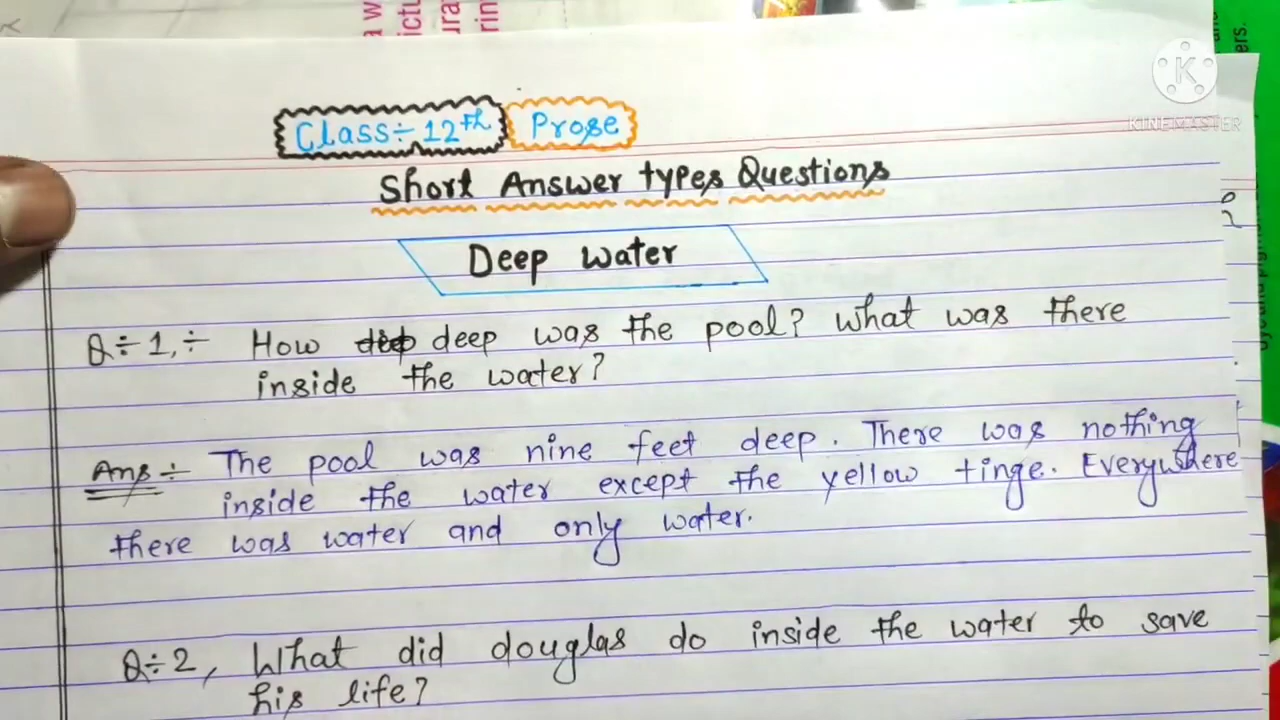 Class÷12th Prose
Short Answer types Questions
Deep water
Q÷1,÷ How deep was the pool? What was there
inside the water?
Ans÷ The pool was nine feet deep. There was nothing
inside the water except the yellow tinge. Everywhere
there was water and only water.
Q÷2, What did douglas do inside the water to save
his life?
K
KINEMASTER